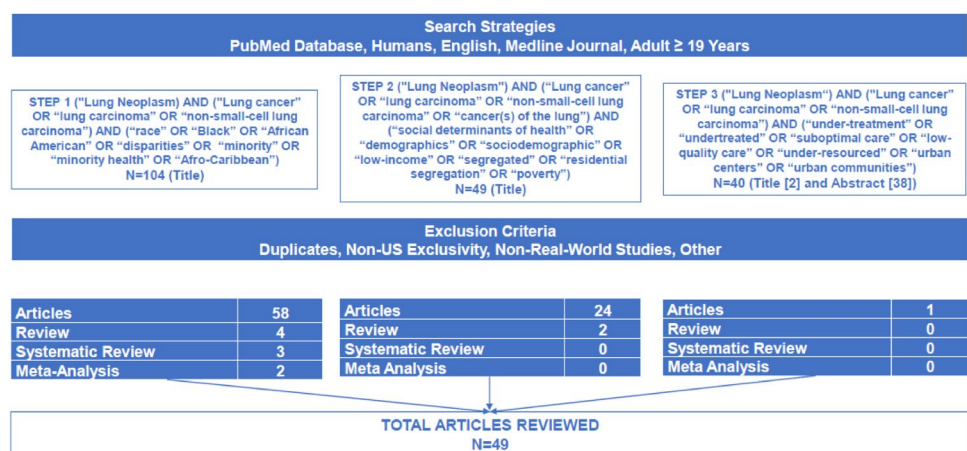 Search Strategies
PubMed Database, Humans, English, Medline Journal, Adult ≥ 19 Years
STEP 1 ("Lung Neoplasm) AND ("Lung cancer"
OR “lung carcinoma” OR “non-small-cell lung
carcinoma”) AND (“race” OR “Black” OR “African
American” OR “disparities” OR “minority” OR
“minority health” OR “Afro-Caribbean”)
N=104 (Title)
STEP 2 ("Lung Neoplasm") AND (“Lung cancer”
OR “lung carcinoma” OR “non-small-cell lung
carcinoma” OR “cancer(s) of the lung”) AND
(“social determinants of health” OR
“demographics” OR “sociodemographic” OR
“low-income” OR “segregated” OR “residential
segregation” OR “poverty”)
N=49 (Title)
STEP 3 ("Lung Neoplasm“) AND ("Lung cancer"
OR “lung carcinoma” OR “non-small-cell lung
carcinoma”) AND (“under-treatment” OR
“undertreated” OR “suboptimal care” OR “low-
quality care” OR “under-resourced” OR “urban
centers” OR “urban communities”)
N=40 (Title [2] and Abstract [38])
Exclusion Criteria
Duplicates, Non-US Exclusivity, Non-Real-World Studies, Other
Articles 58
Review 4
Systematic Review 3
Meta-Analysis 2
Articles 24
Review 2
Systematic Review 0
Meta Analysis 0
Articles 1
Review 0
Systematic Review 0
Meta Analysis 0
TOTAL ARTICLES REVIEWED
N=49